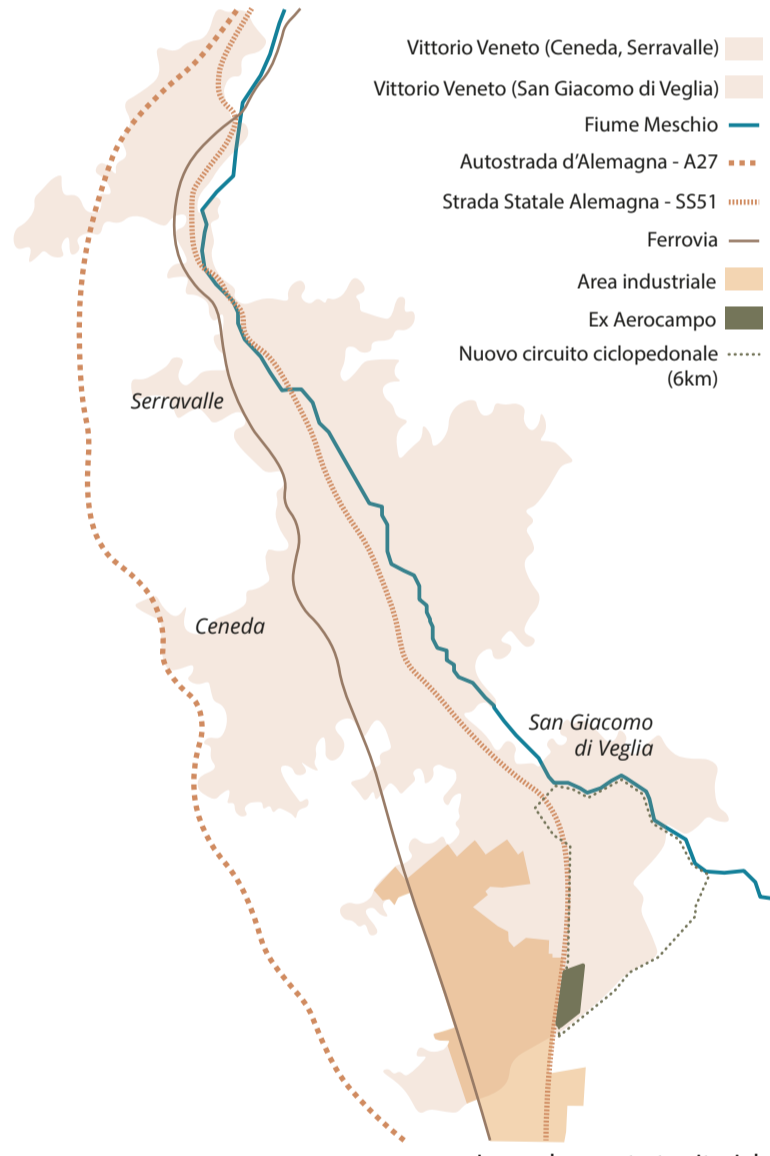 Vittorio Veneto (Ceneda, Serravalle)
Vittorio Veneto (San Giacomo di Veglia)
Fiume Meschio
Autostrada d'Alemagna - A27
Strada Statale Alemagna - SS51
Ferrovia
Area industriale
Ex Aerocampo
Nuovo circuito ciclopedonale
(6km)
Serravalle
Ceneda
San Giacomo
di Veglia